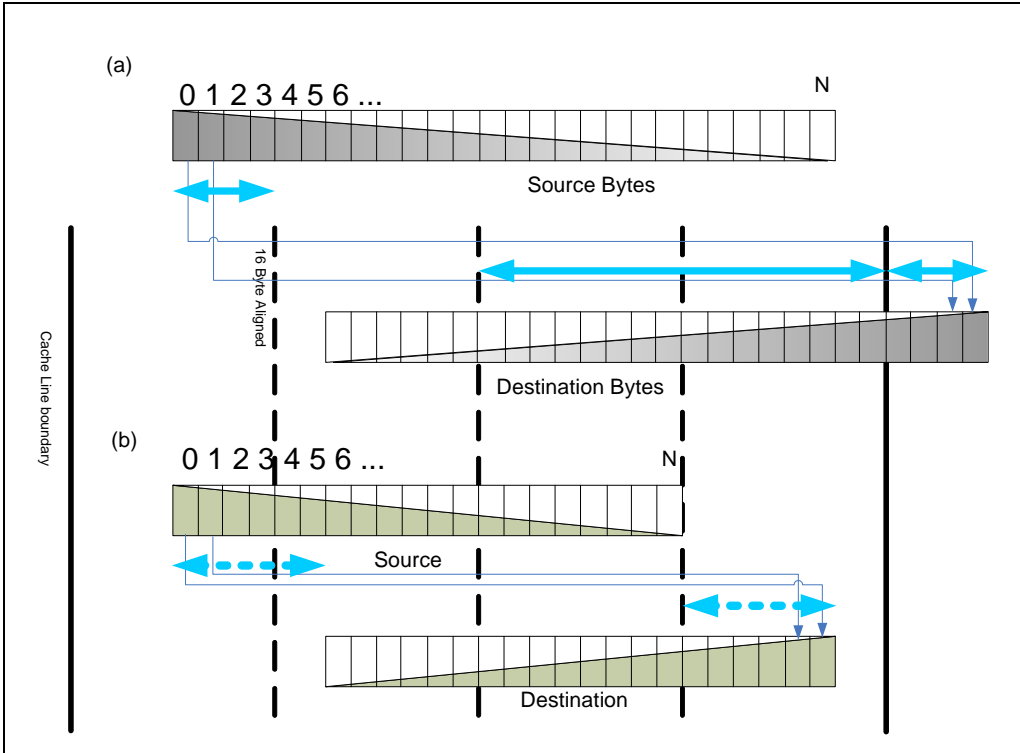 (a)
N
0 1 2 3 4 5 6 ...
Source Bytes
16 Byte Aligned
Cache Line boundary
Destination Bytes
(b)
0 1 2 3 4 5 6 ...
N
Source
Destination